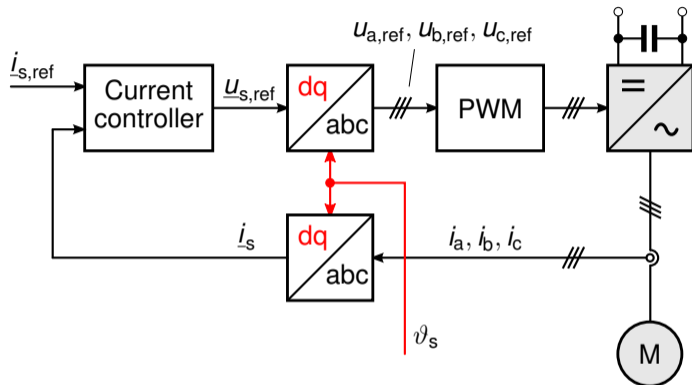 u_a,ref, u_b,ref, u_c,ref
i_s,ref
Current
controller
u_s,ref
dq
abc
PWM
=
~
i_s
dq
abc
i_a, i_b, i_c
ϑ_s
M